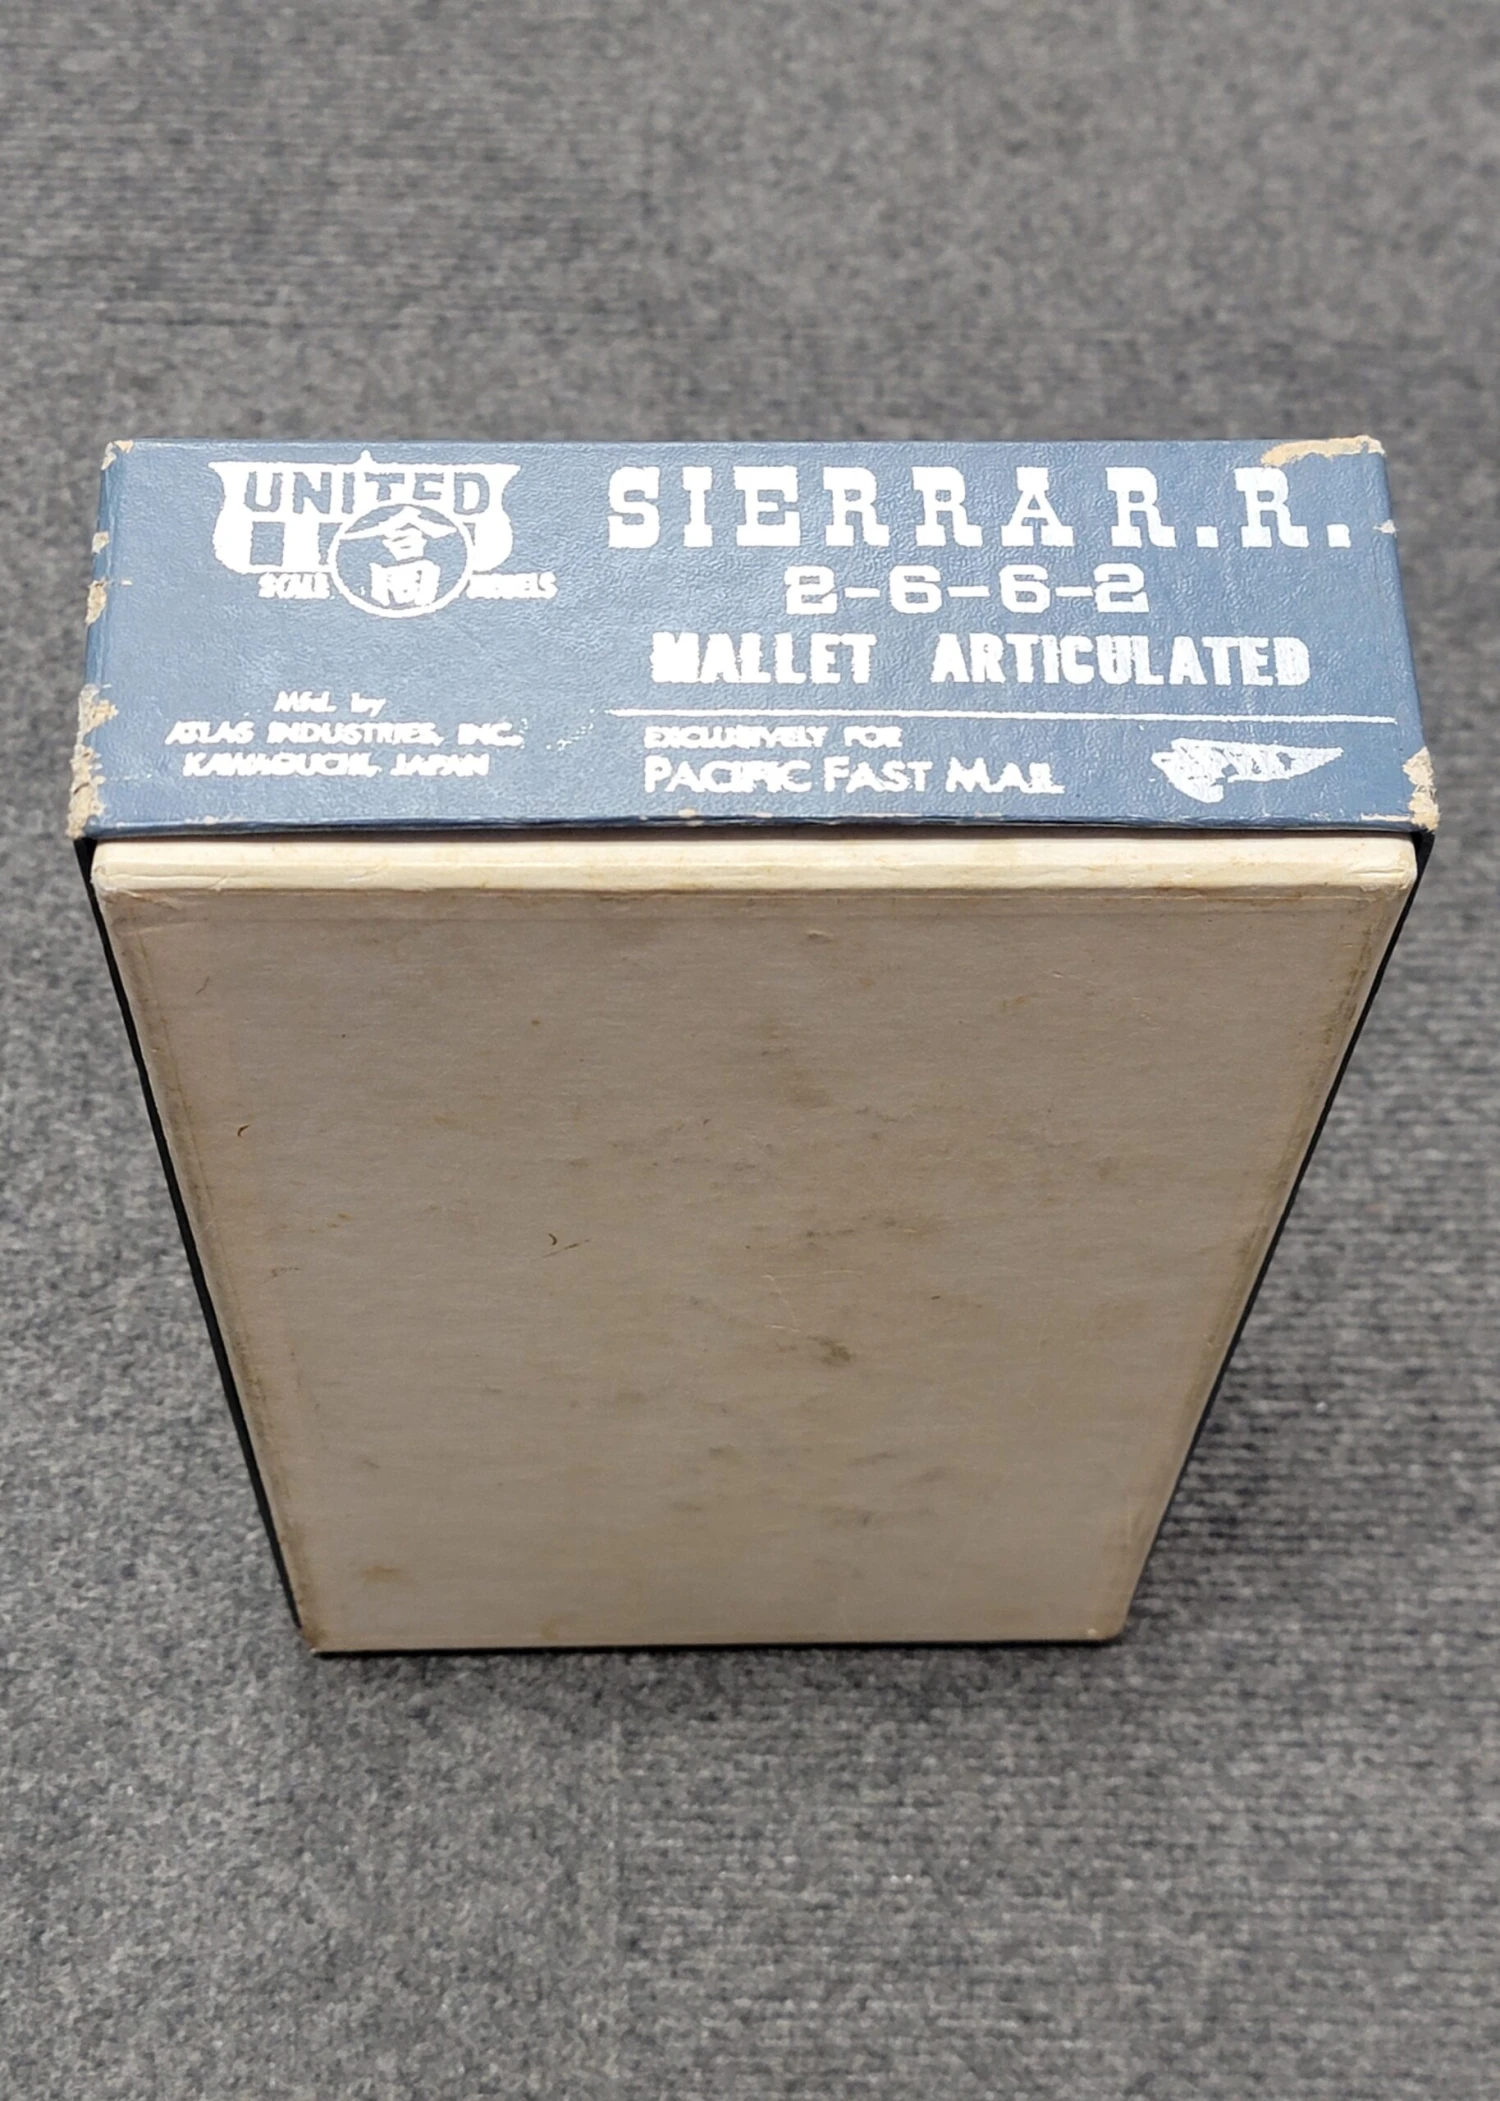 UNITED
合同
SCALE MODELS
Mfd. by
ATLAS INDUSTRIES, INC.
KAWAGUCHI, JAPAN
SIERRA R.R.
2-6-6-2
MALLET ARTICULATED
EXCLUSIVELY FOR
PACIFIC FAST MAIL